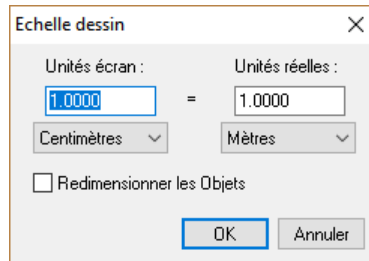 Echelle dessin
Unités écran : Unités réelles :
1.0000 = 1.0000
Centimètres Mètres
Redimensionner les Objets
OK Annuler